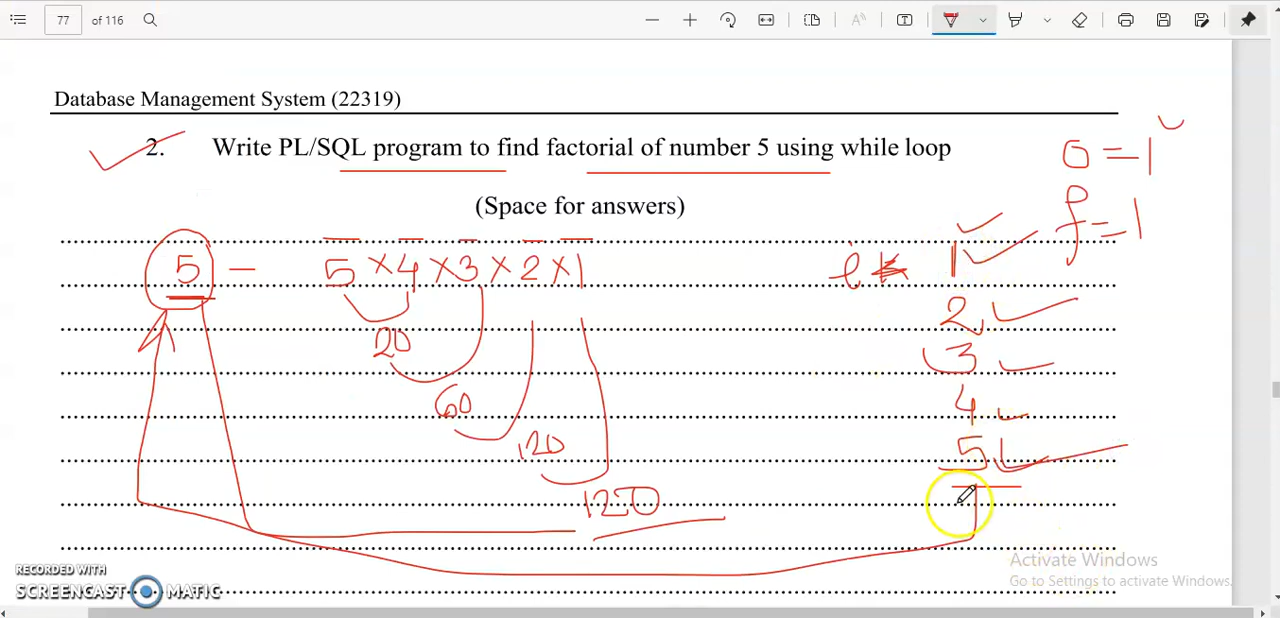 77 of 116
Database Management System (22319)
2. Write PL/SQL program to find factorial of number 5 using while loop
0 = 1
(Space for answers)
f = 1
5 - 5 × 4 × 3 × 2 × 1
i 1
2
20
3
60
4
120
5
120
Activate Windows
Go to Settings to activate Windows.
RECORDED WITH
SCREENCAST MATIC